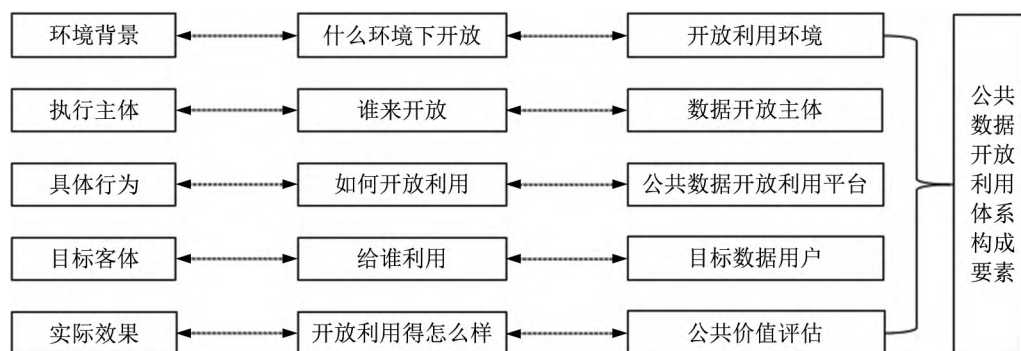 环境背景
什么环境下开放
开放利用环境
执行主体
谁来开放
数据开放主体
具体行为
如何开放利用
公共数据开放利用平台
目标客体
给谁利用
目标数据用户
实际效果
开放利用得怎么样
公共价值评估
公共
数据
开放
利用
体系
构成
要素